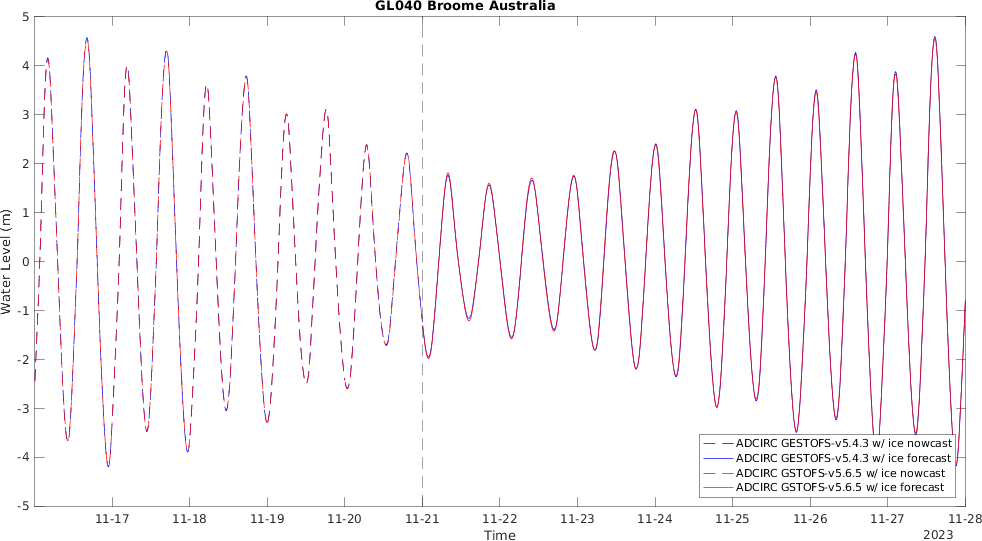 GL040 Broome Australia
5
4
3
2
1
0
-1
-2
-3
-4
-5
Water Level (m)
ADCIRC GESTOFS-v5.4.3 w/ ice nowcast
ADCIRC GESTOFS-v5.4.3 w/ ice forecast
ADCIRC GSTOFS-v5.6.5 w/ ice nowcast
ADCIRC GSTOFS-v5.6.5 w/ ice forecast
11-17 11-18 11-19 11-20 11-21 11-22 11-23 11-24 11-25 11-26 11-27 11-28
Time 2023